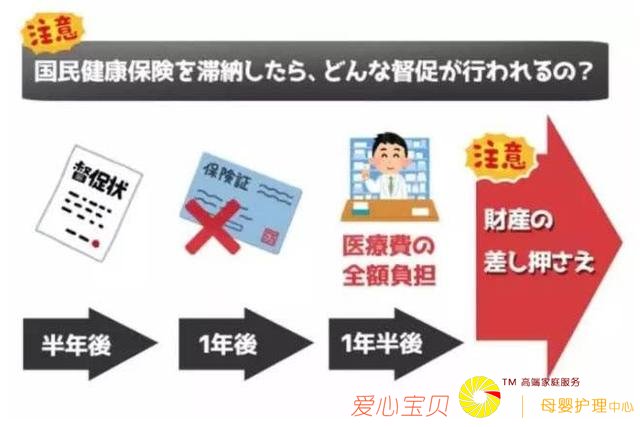 注意
国民健康保険を滞納したら、どんな督促が行われるの？
督促状
保険証
医療費の
全額負担
注意
財産の
差し押さえ
半年後
1年後
1年半後
爱心宝贝
TM 高端家庭服务
母婴护理中心